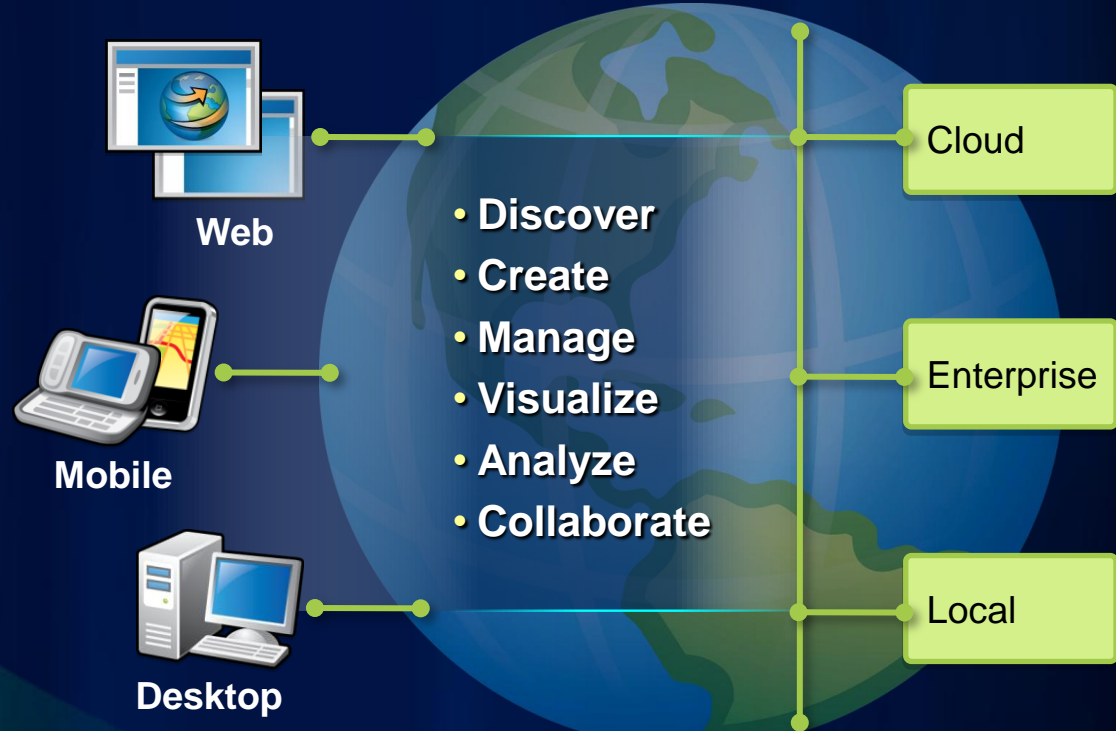 Web
Mobile
Desktop
• Discover
• Create
• Manage
• Visualize
• Analyze
• Collaborate
Cloud
Enterprise
Local